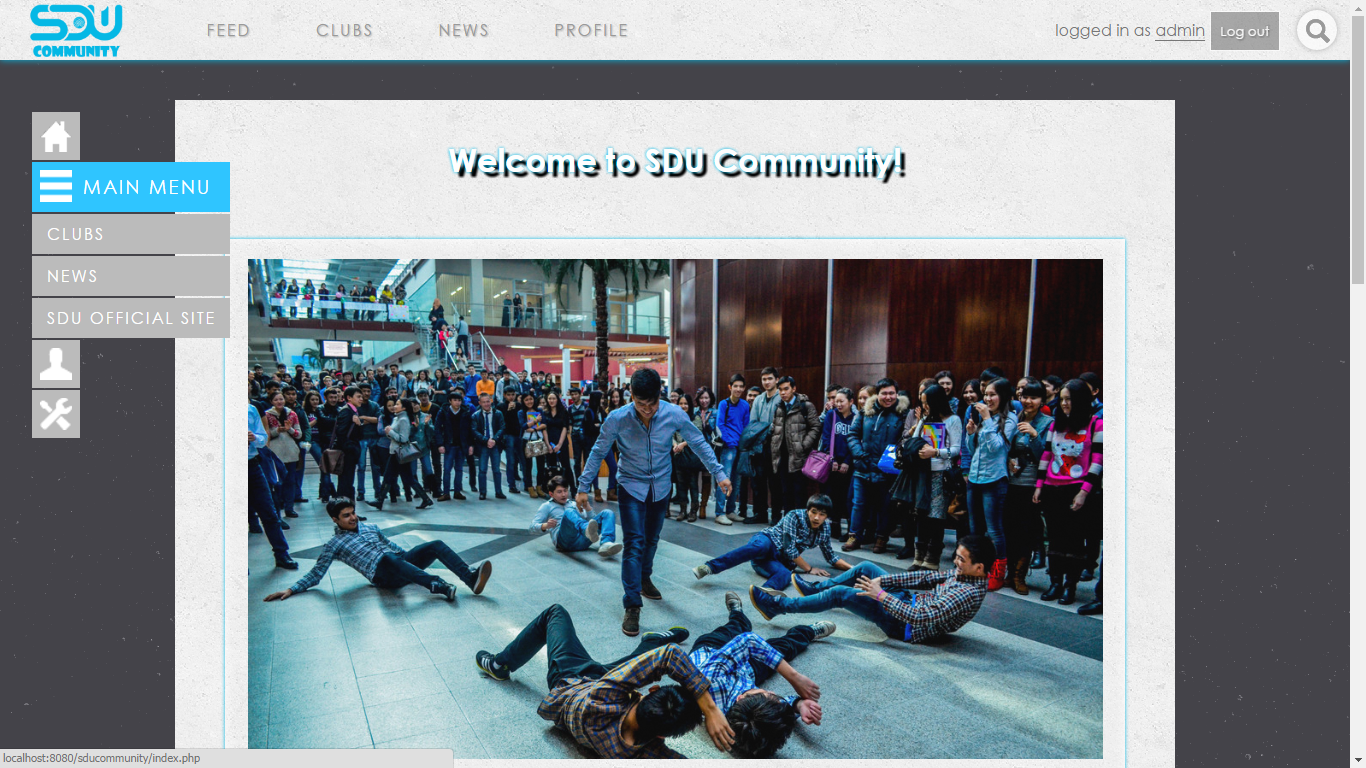 SDU
COMMUNITY
FEED CLUBS NEWS PROFILE
logged in as admin Log out
Welcome to SDU Community!
MAIN MENU
CLUBS
NEWS
SDU OFFICIAL SITE
localhost:8080/sducommunity/index.php